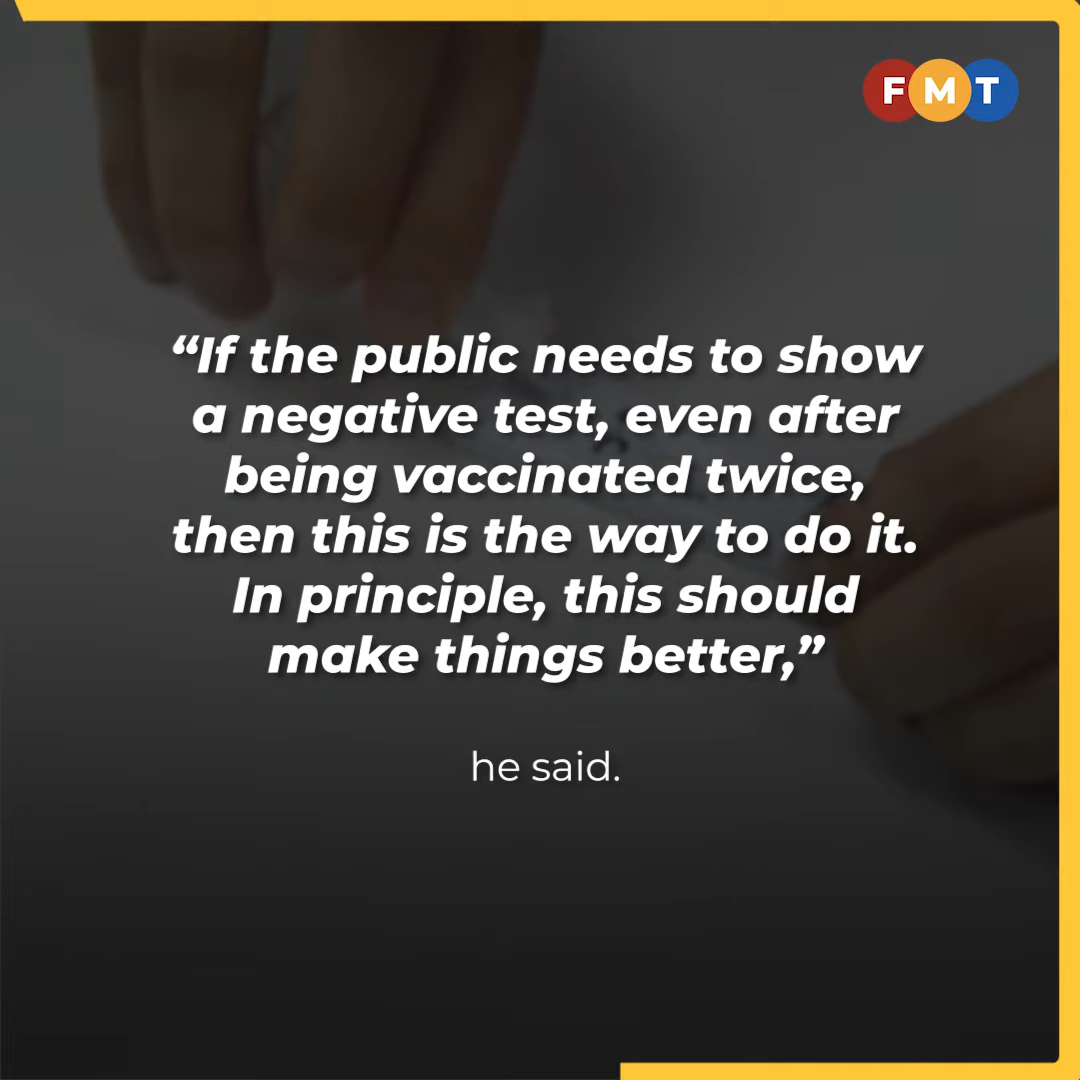 FMT
“If the public needs to show
a negative test, even after
being vaccinated twice,
then this is the way to do it.
In principle, this should
make things better,”
he said.